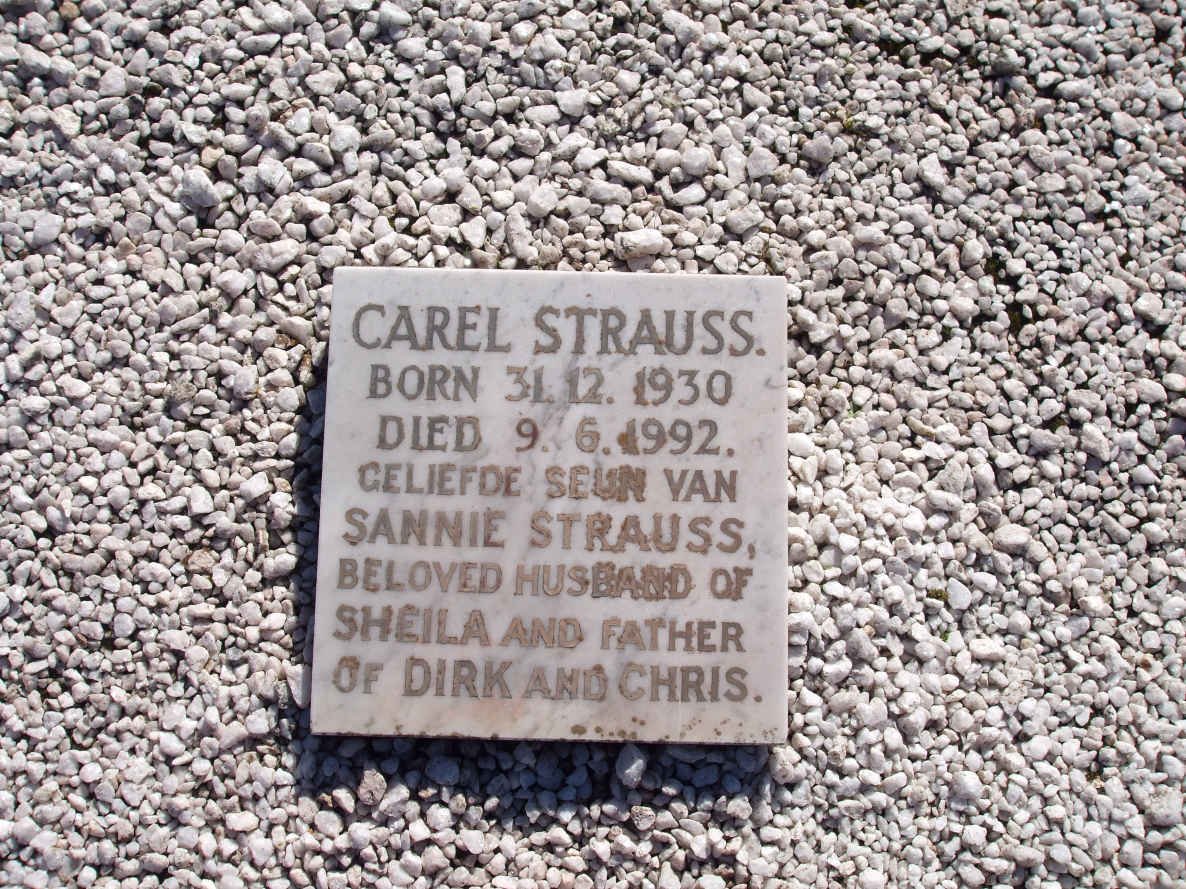 CAREL STRAUSS.
BORN 31.12.1930
DIED 9.6.1992.
GELIEFDE SEUN VAN
SANNIE STRAUSS,
BELOVED HUSBAND OF
SHEILA AND FATHER
OF DIRK AND CHRIS.